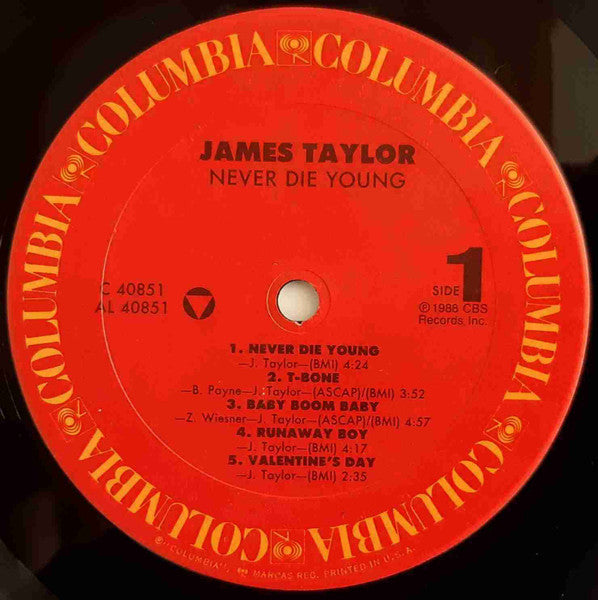 COLUMBIA COLUMBIA COLUMBIA COLUMBIA COLUMBIA COLUMBIA
JAMES TAYLOR
NEVER DIE YOUNG
C 40851
AL 40851
SIDE 1
℗1988 CBS
Records, Inc.
1. NEVER DIE YOUNG
—J. Taylor—(BMI) 4:24
2. T-BONE
—B. Payne—J. Taylor—(ASCAP)/(BMI) 3:52
3. BABY BOOM BABY
—Z. Wiesner—J. Taylor—(ASCAP)/(BMI) 4:57
4. RUNAWAY BOY
—J. Taylor—(BMI) 4:17
5. VALENTINE'S DAY
—J. Taylor—(BMI) 2:35
"COLUMBIA", MARCAS REG. PRINTED IN U.S.A.